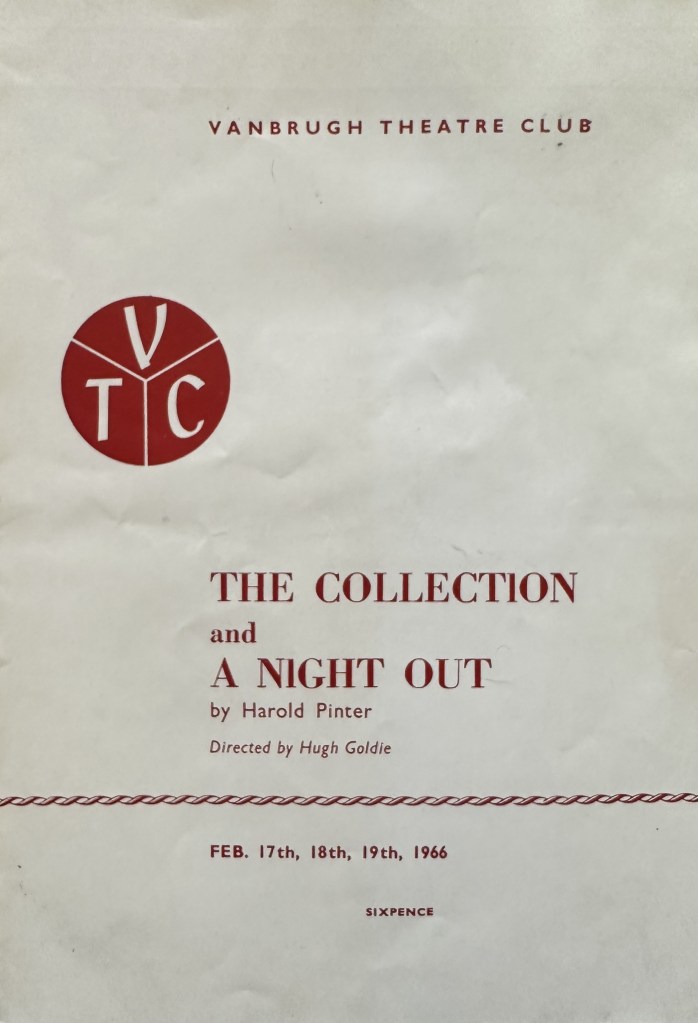 VANBRUGH THEATRE CLUB
V
T C
THE COLLECTION
and
A NIGHT OUT
by Harold Pinter
Directed by Hugh Goldie
FEB. 17th, 18th, 19th, 1966
SIXPENCE